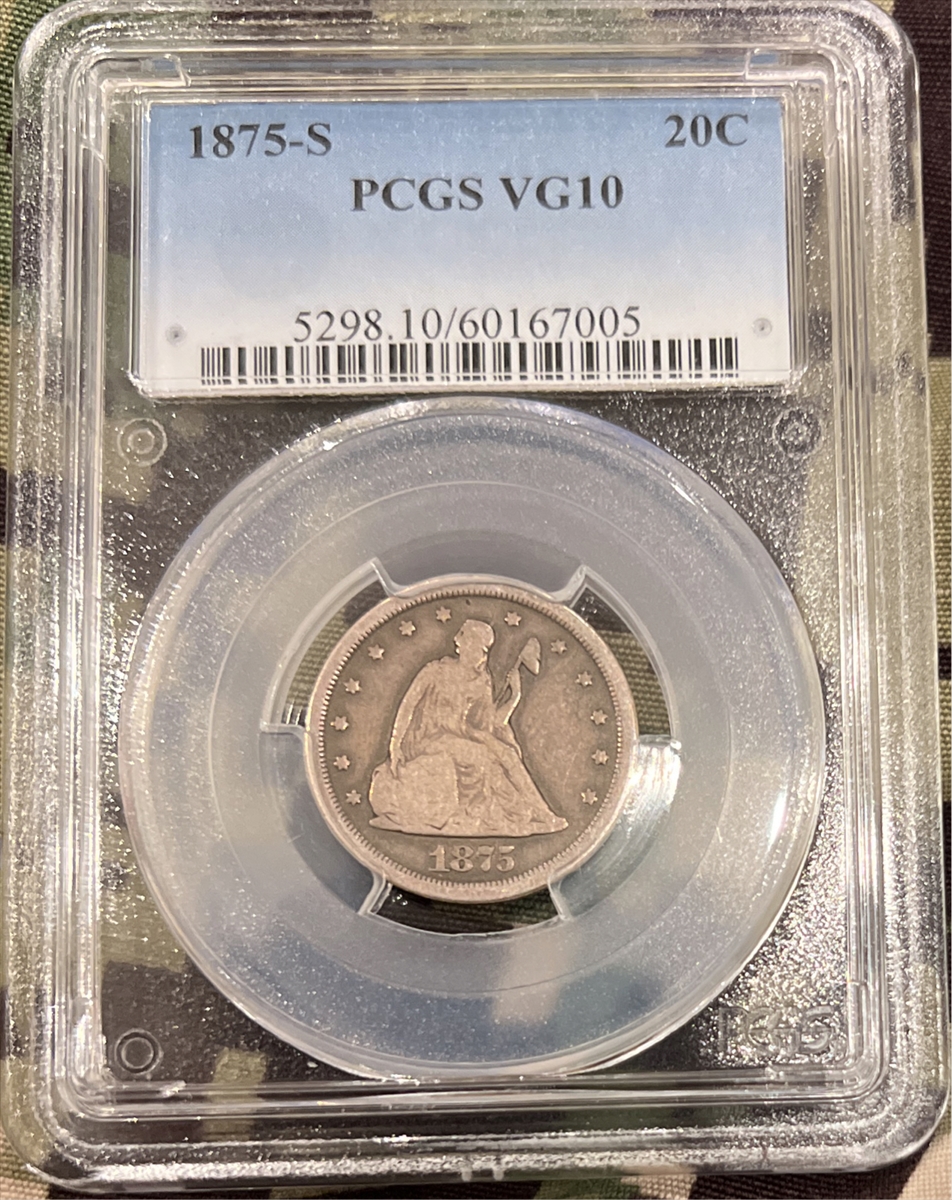 1875-S 20C
PCGS VG10
5298.10/60167005
1875
PCGS